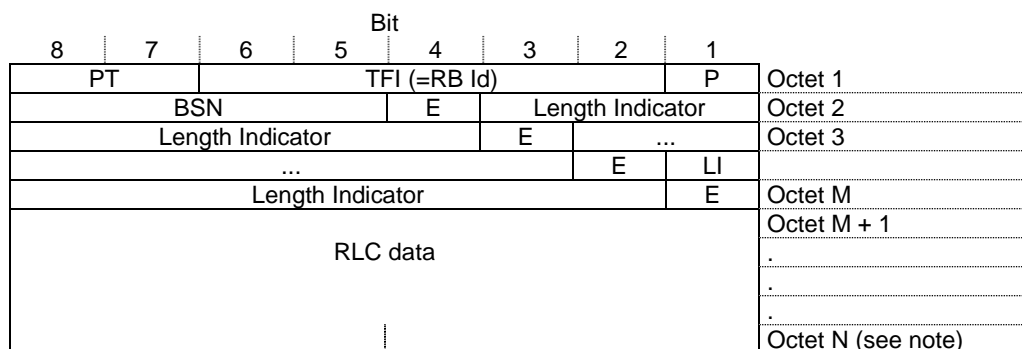 Bit
8 7 6 5 4 3 2 1
PT TFI (=RB Id) P Octet 1
BSN E Length Indicator Octet 2
Length Indicator E ... Octet 3
... E LI
Length Indicator E Octet M
Octet M + 1
RLC data
.
.
.
Octet N (see note)